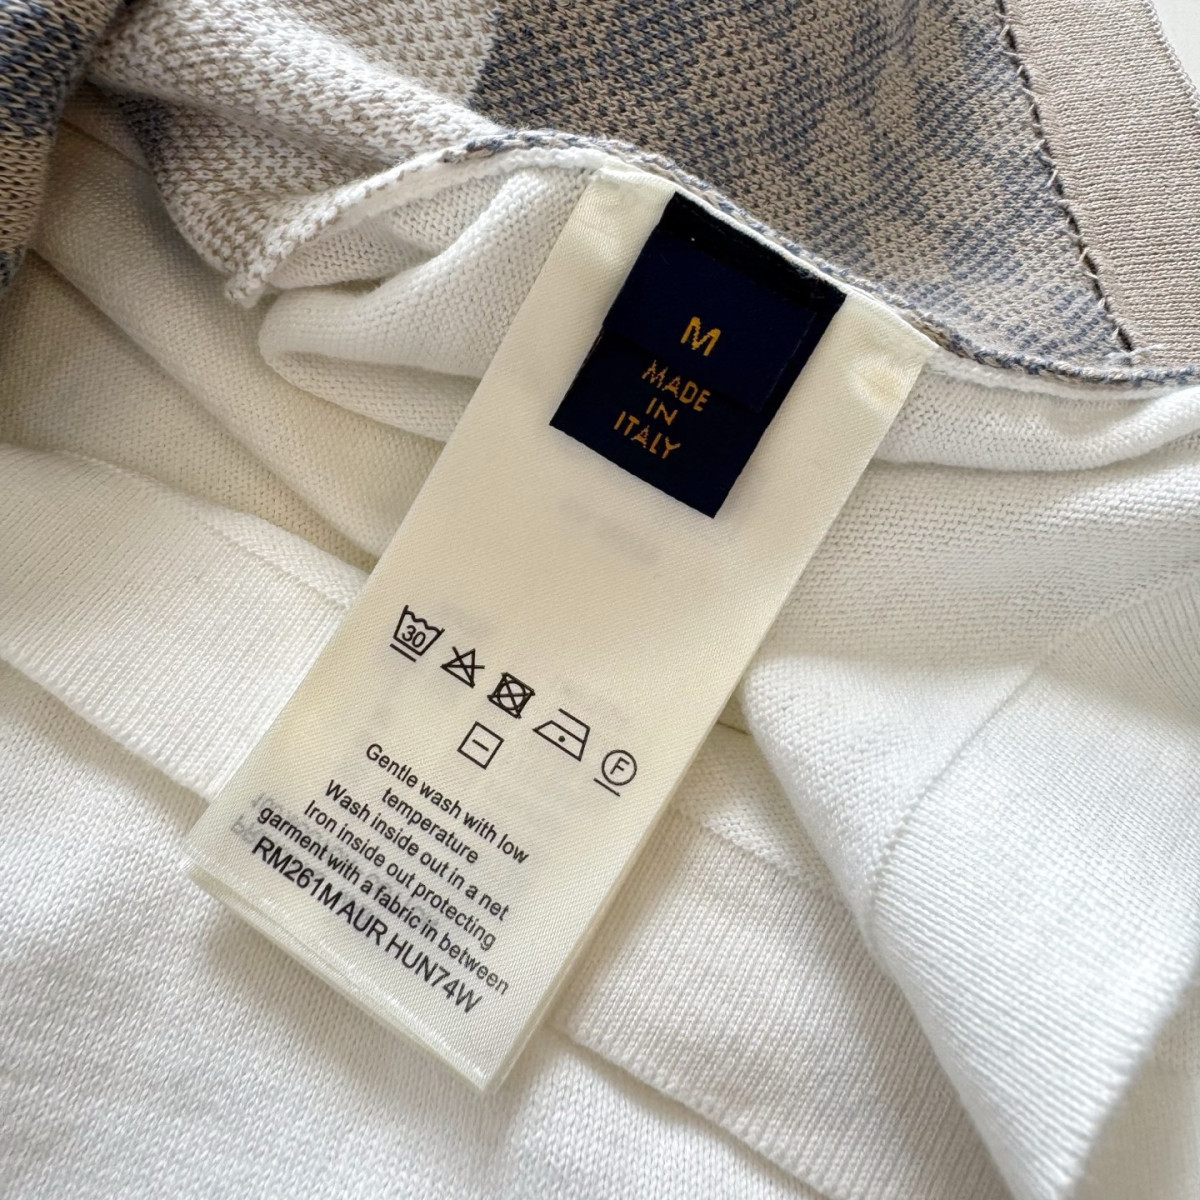 M
MADE
IN
ITALY
30
F
Gentle wash with low
temperature
Wash inside out in a net
Iron inside out protecting
garment with a fabric in between
RM261M AUR HUN74W